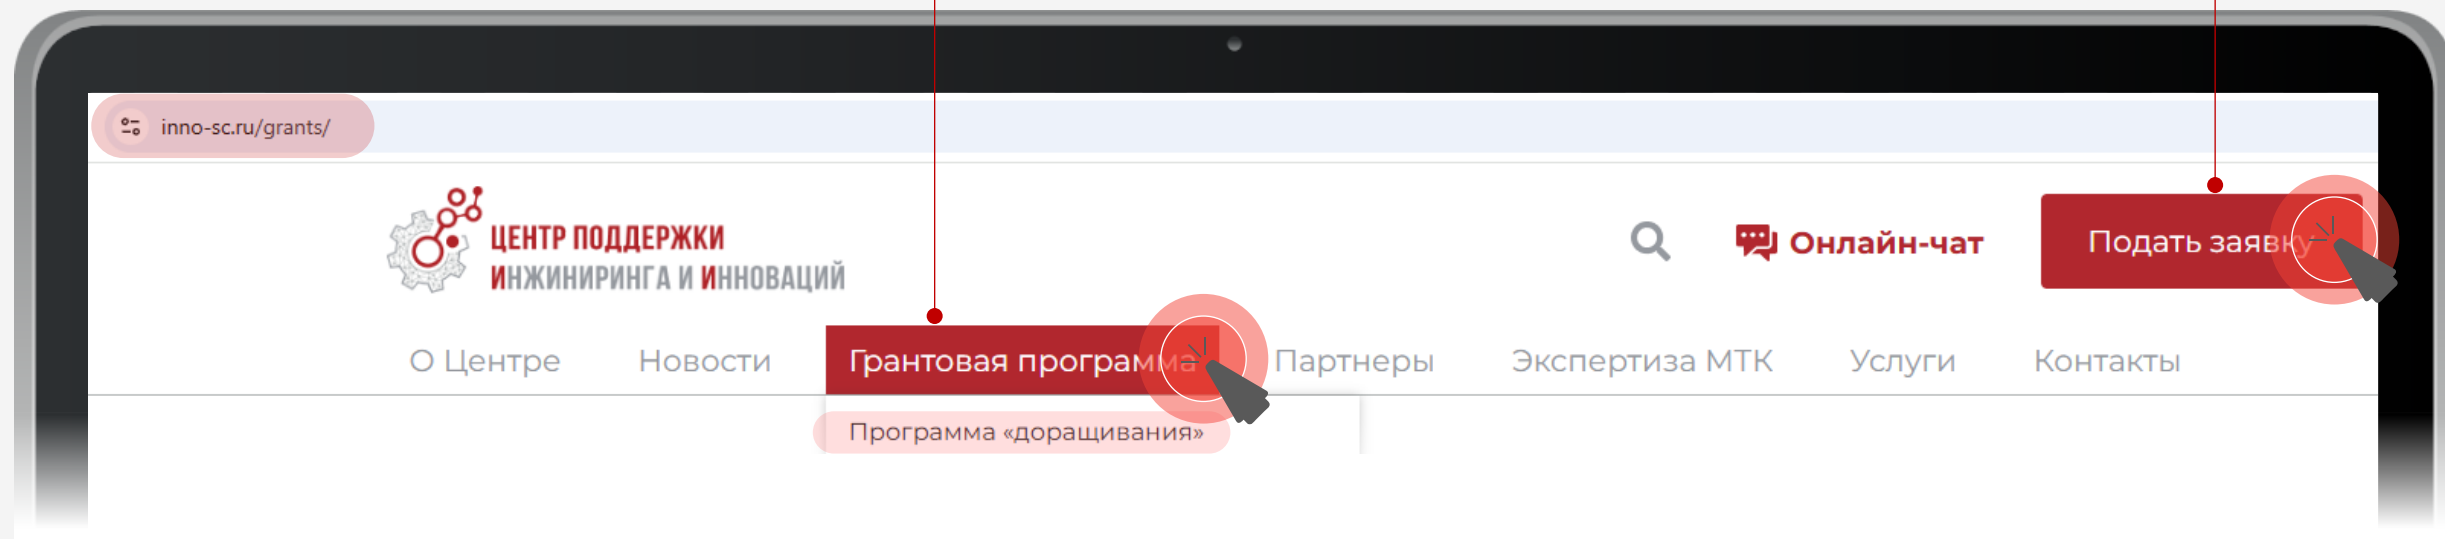 inno-sc.ru/grants/
ЦЕНТР ПОДДЕРЖКИ
ИНЖИНИРИНГА И ИННОВАЦИЙ
Онлайн-чат
Подать заявку
О Центре Новости Грантовая программа Партнеры Экспертиза МТК Услуги Контакты
Программа «доращивания»